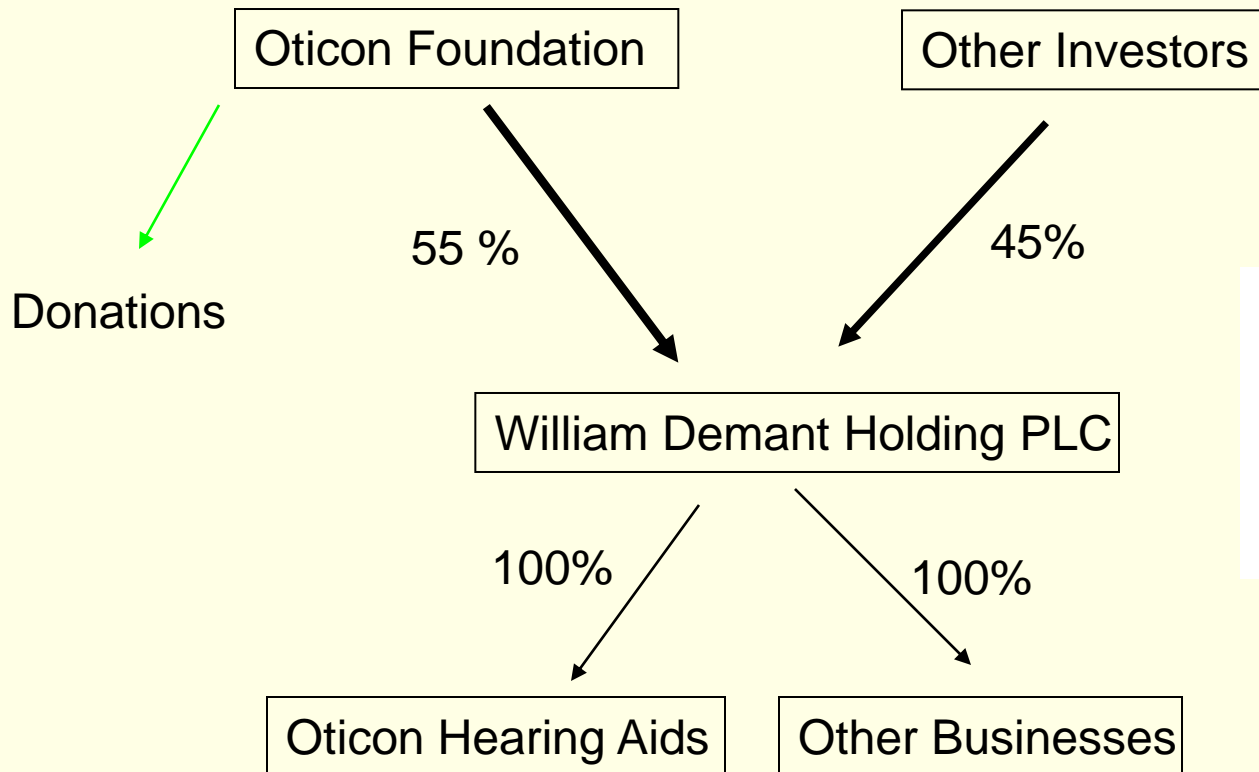 Oticon Foundation
Other Investors
55 %
45%
Donations
William Demant Holding PLC
100%
100%
Oticon Hearing Aids
Other Businesses